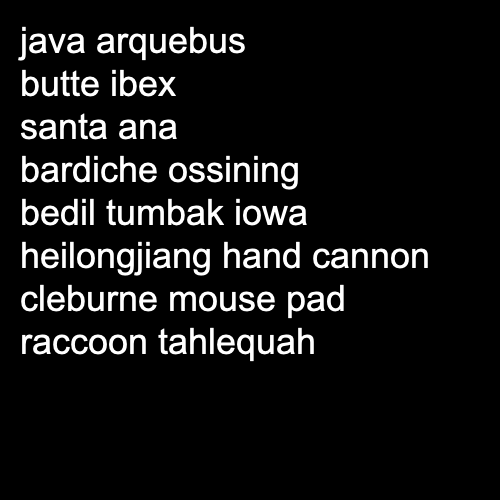 java arquebus
butte ibex
santa ana
bardiche ossining
bedil tumbak iowa
heilongjiang hand cannon
cleburne mouse pad
raccoon tahlequah